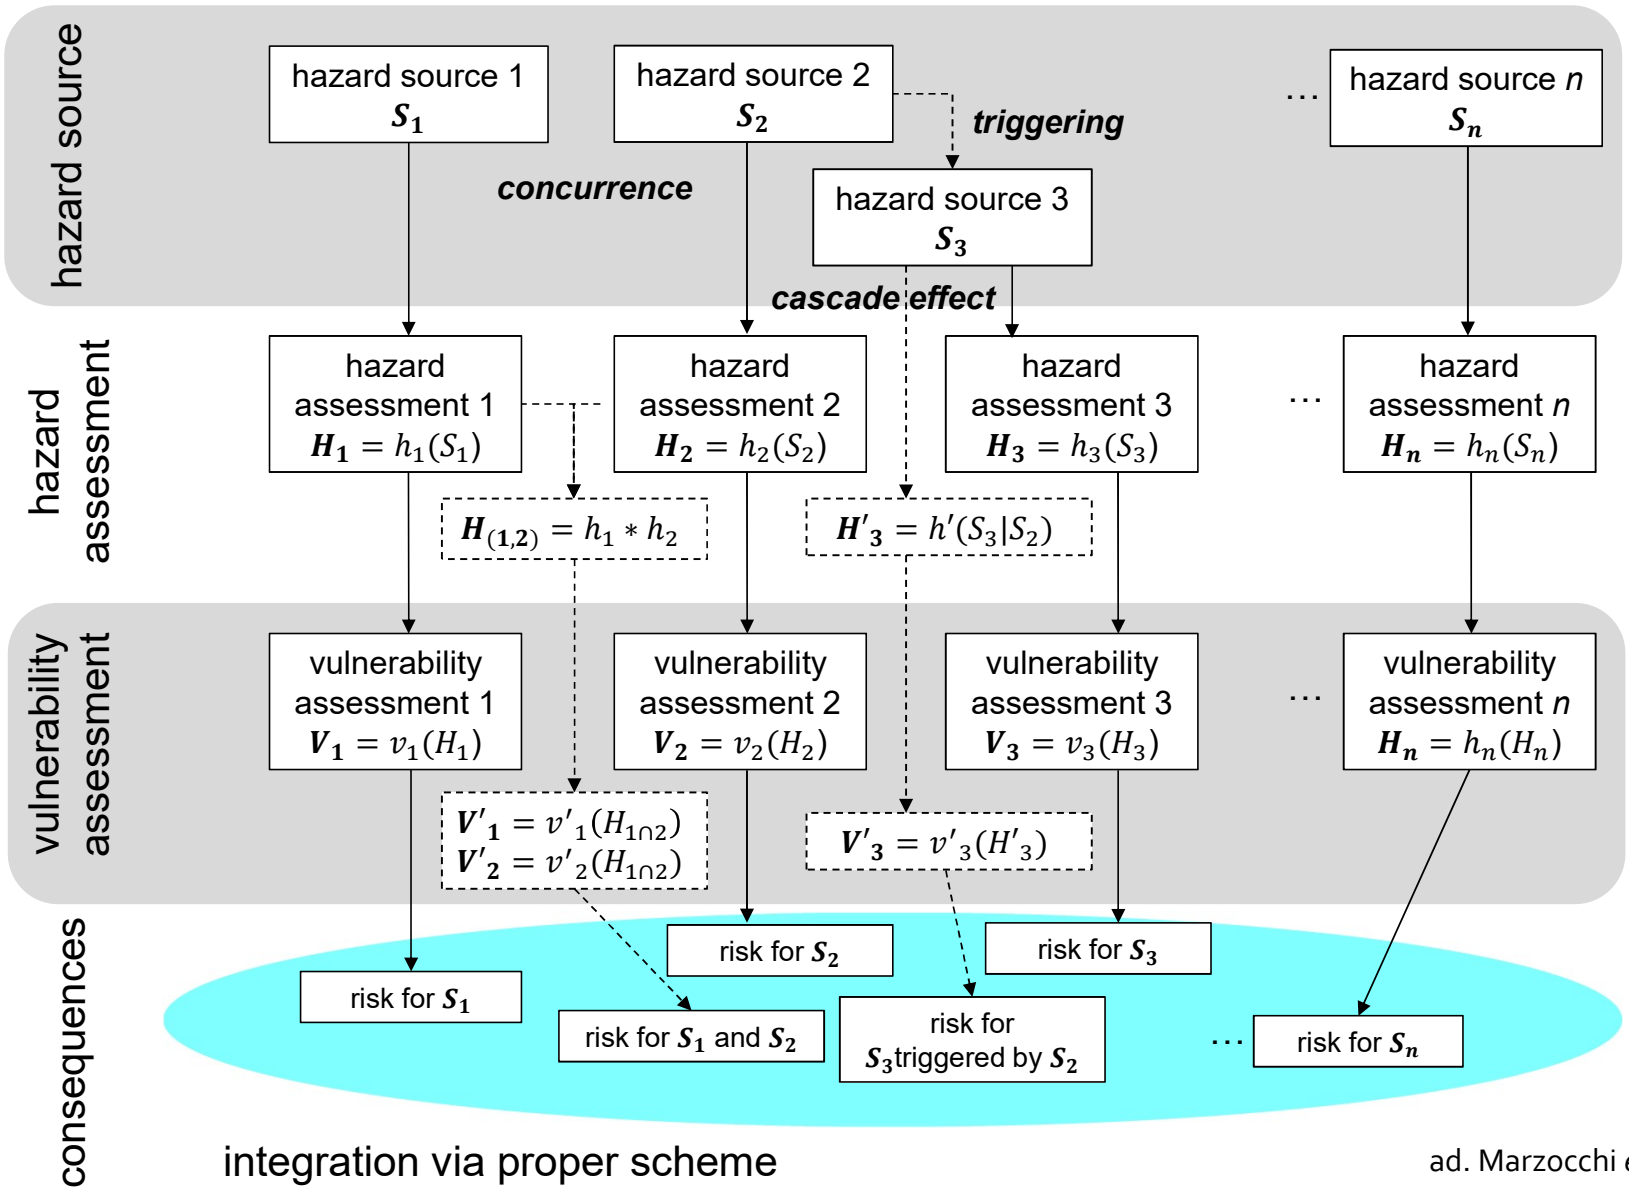 hazard source
hazard source 1
S₁
hazard source 2
S₂
triggering
hazard source 3
S₃
...
hazard source n
Sₙ
concurrence
cascade effect
hazard
assessment
hazard
assessment 1
H₁ = h₁(S₁)
hazard
assessment 2
H₂ = h₂(S₂)
hazard
assessment 3
H₃ = h₃(S₃)
...
hazard
assessment n
Hₙ = hₙ(Sₙ)
H₍₁,₂₎ = h₁ ∗ h₂
H′₃ = h′(S₃|S₂)
vulnerability
assessment
vulnerability
assessment 1
V₁ = v₁(H₁)
vulnerability
assessment 2
V₂ = v₂(H₂)
vulnerability
assessment 3
V₃ = v₃(H₃)
...
vulnerability
assessment n
Hₙ = hₙ(Hₙ)
V′₁ = v′₁(H₁∩₂)
V′₂ = v′₂(H₁∩₂)
V′₃ = v′₃(H′₃)
consequences
risk for S₁
risk for S₂
risk for S₃
risk for S₁ and S₂
risk for
S₃triggered by S₂
...
risk for Sₙ
integration via proper scheme
ad. Marzocchi